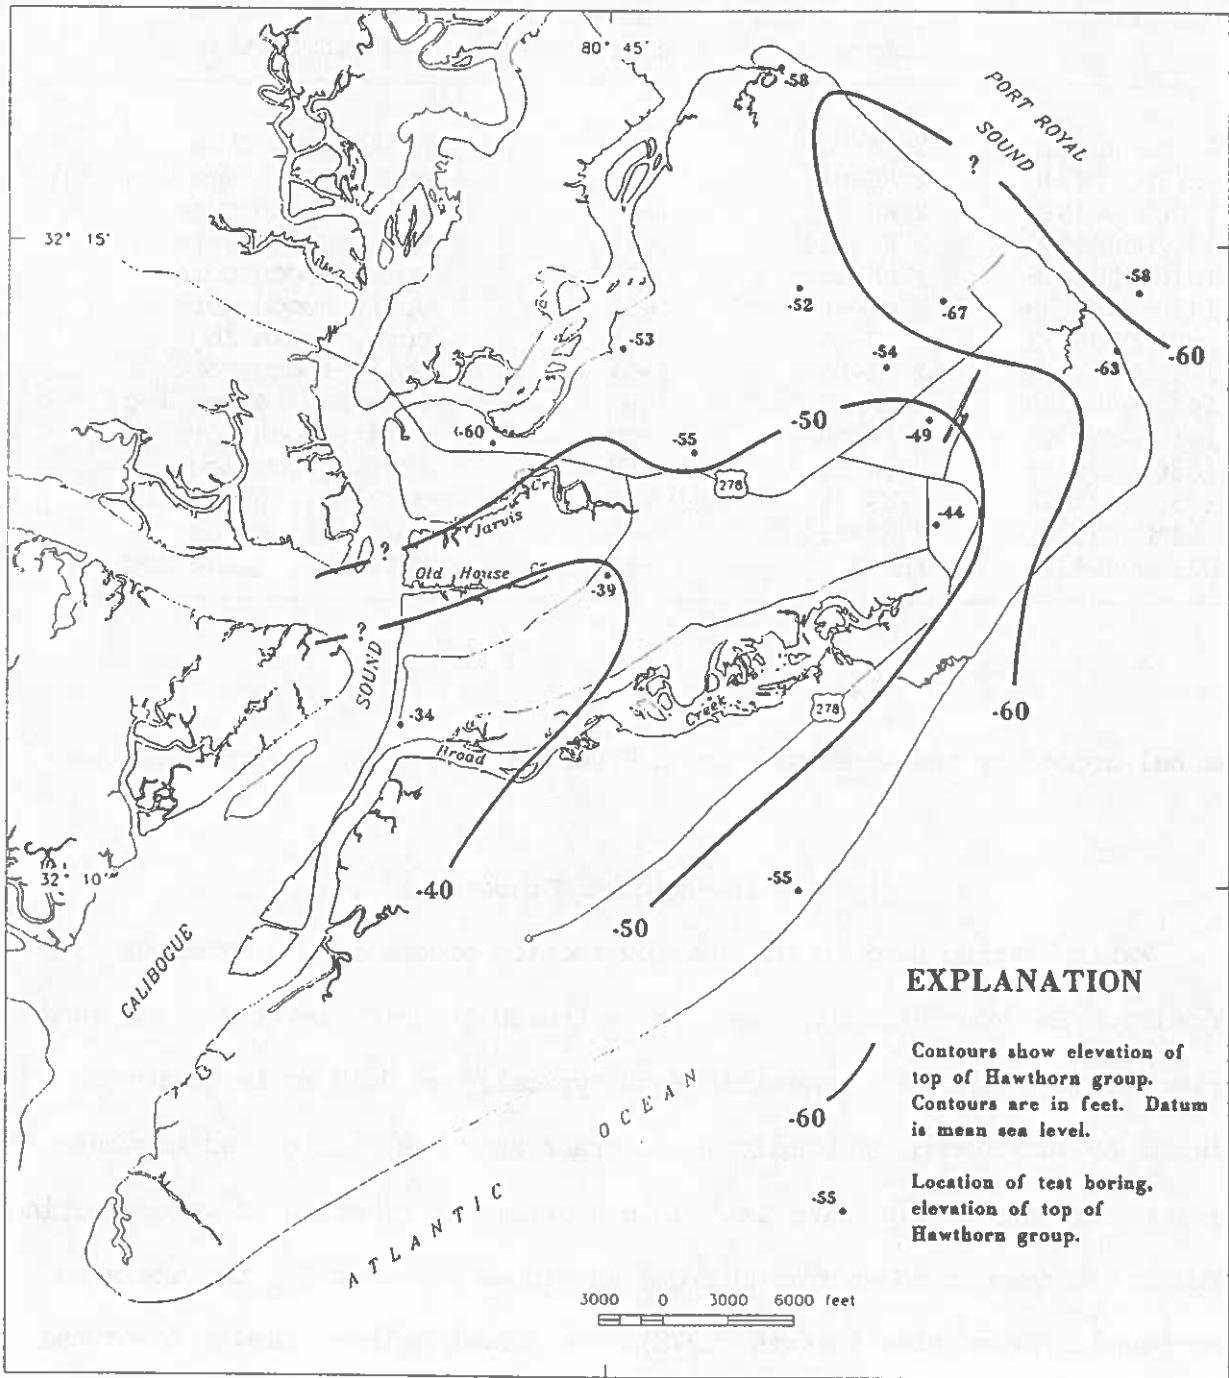 80° 45'
-58
PORT ROYAL
SOUND
?
32° 15'
-58
-52
-67
-53
-54
-60
-63
-50
-49
-60
-55
278
Cr
Jarvis
-44
?
Old House
Cr
-39
?
SOUND
-34
Creek
278
-60
Broad
32° 10'
-40
-55
-50
CALIBOGUE
EXPLANATION
Contours show elevation of
top of Hawthorn group.
Contours are in feet. Datum
is mean sea level.
-60
OCEAN
Location of test boring,
elevation of top of
Hawthorn group.
-55
ATLANTIC
3000 0 3000 6000 feet